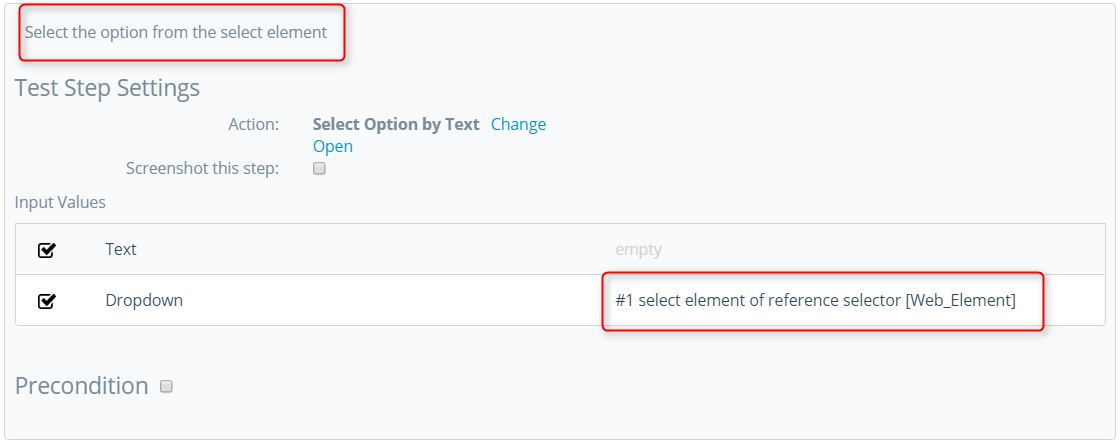 Select the option from the select element
Test Step Settings
Action: Select Option by Text Change
Open
Screenshot this step:
Input Values
Text empty
Dropdown #1 select element of reference selector [Web_Element]
Precondition